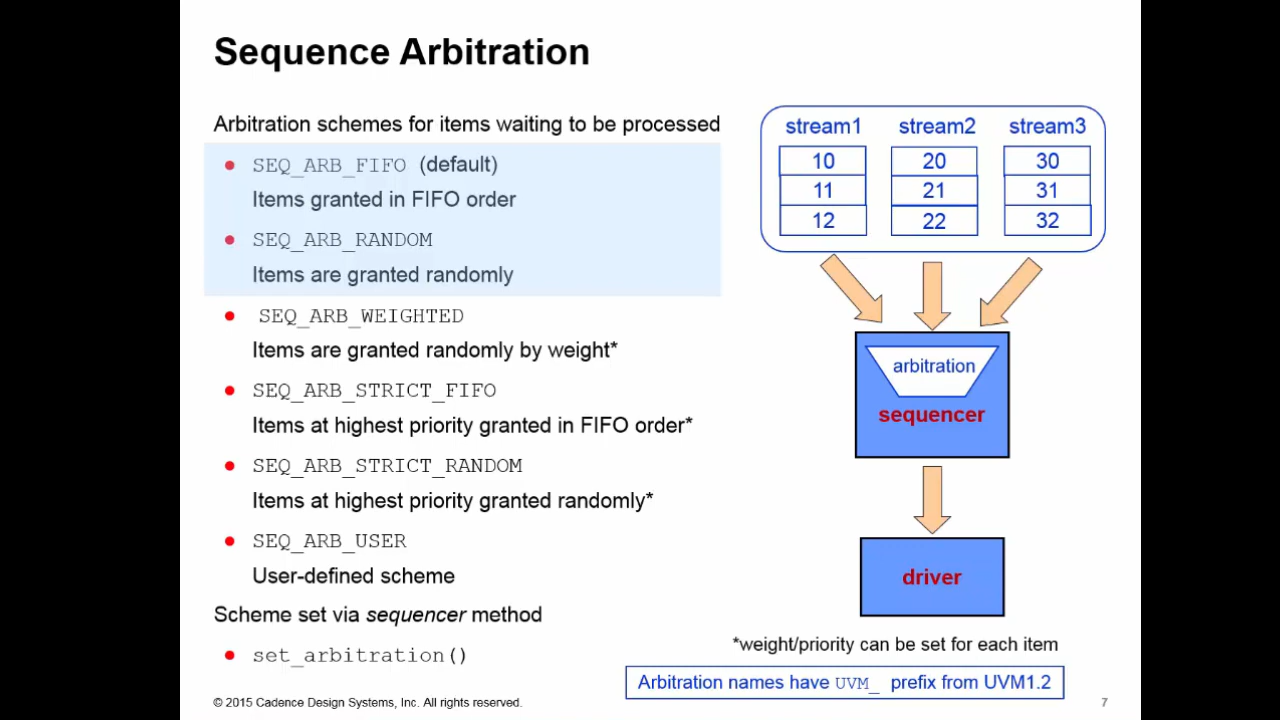 Sequence Arbitration
Arbitration schemes for items waiting to be processed
SEQ_ARB_FIFO (default)
Items granted in FIFO order
SEQ_ARB_RANDOM
Items are granted randomly
SEQ_ARB_WEIGHTED
Items are granted randomly by weight*
SEQ_ARB_STRICT_FIFO
Items at highest priority granted in FIFO order*
SEQ_ARB_STRICT_RANDOM
Items at highest priority granted randomly*
SEQ_ARB_USER
User-defined scheme
Scheme set via sequencer method
set_arbitration()
stream1 stream2 stream3
10 20 30
11 21 31
12 22 32
arbitration
sequencer
driver
*weight/priority can be set for each item
Arbitration names have UVM_ prefix from UVM1.2
© 2015 Cadence Design Systems, Inc. All rights reserved.
7